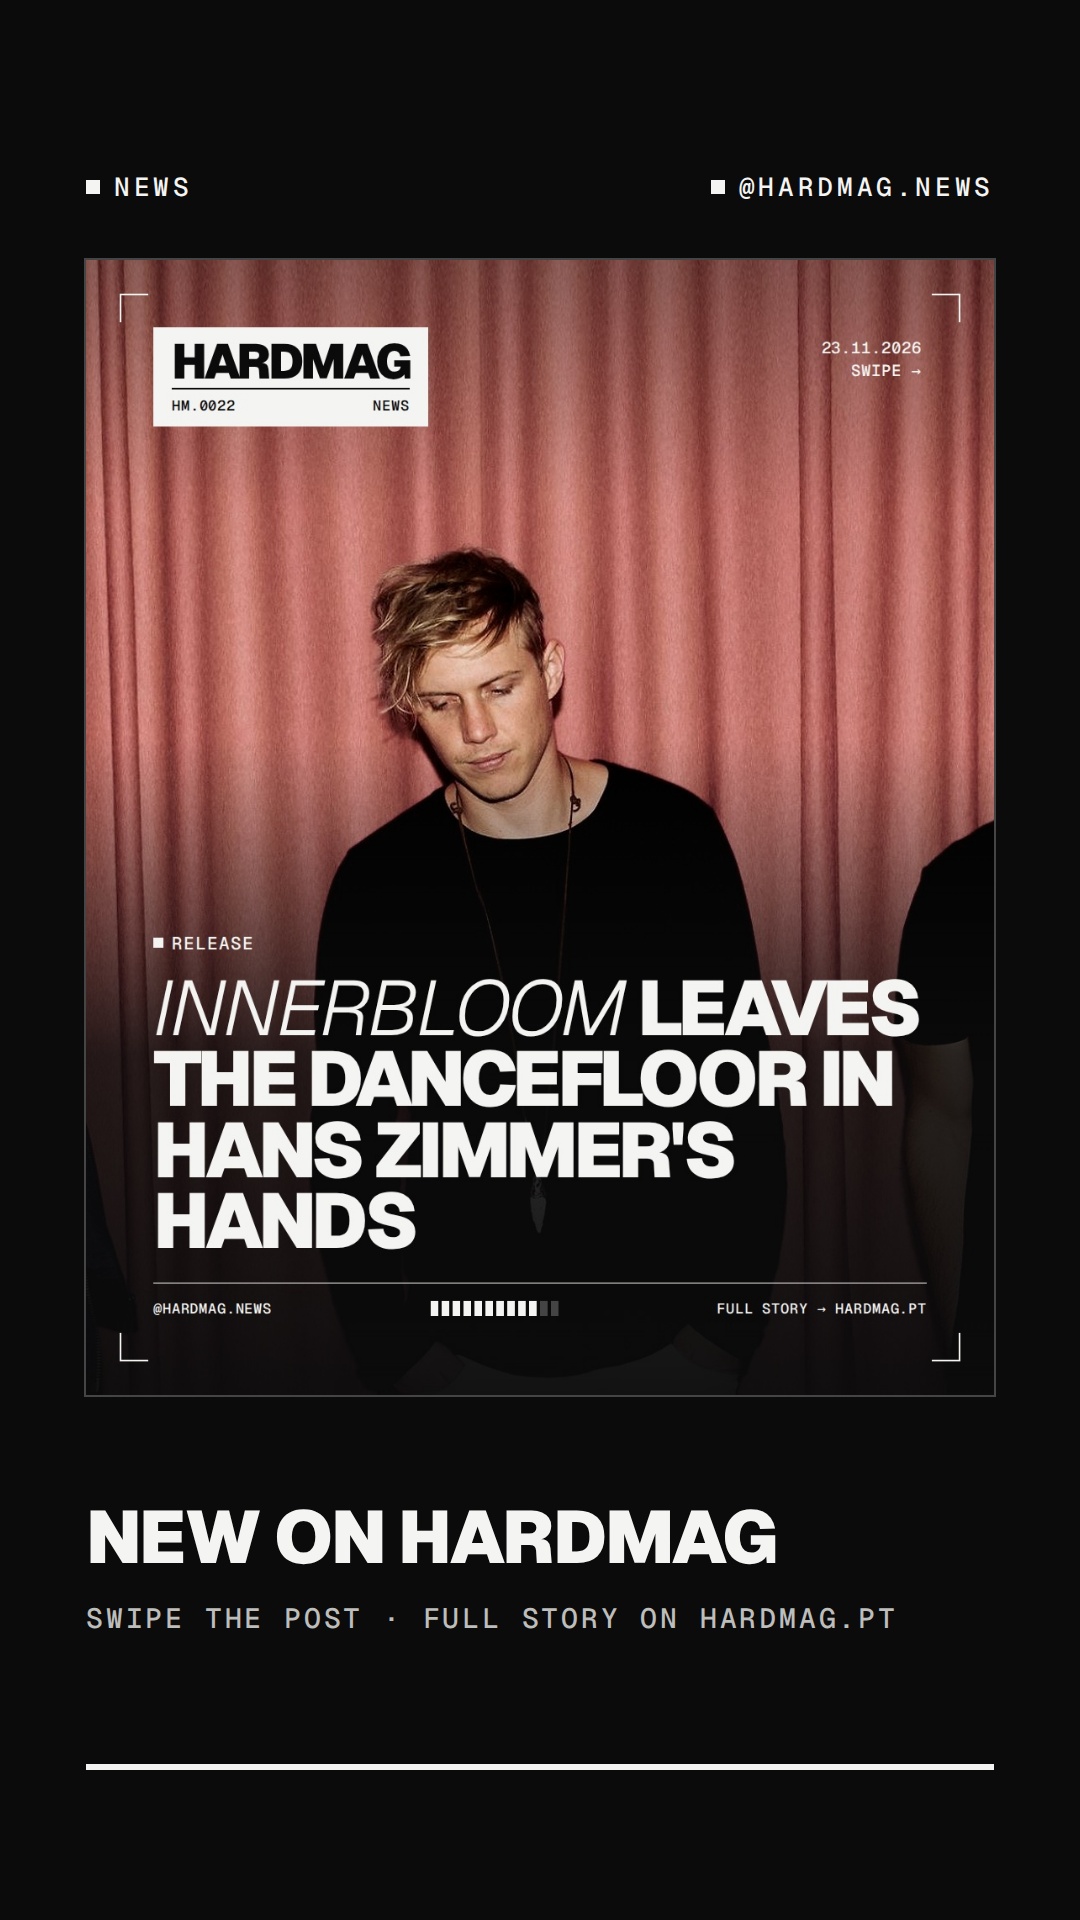 NEWS
@HARDMAG.NEWS
HARDMAG
HM.0022 NEWS
23.11.2026
SWIPE →
RELEASE
INNERBLOOM LEAVES
THE DANCEFLOOR IN
HANS ZIMMER'S
HANDS
@HARDMAG.NEWS
FULL STORY → HARDMAG.PT
NEW ON HARDMAG
SWIPE THE POST · FULL STORY ON HARDMAG.PT